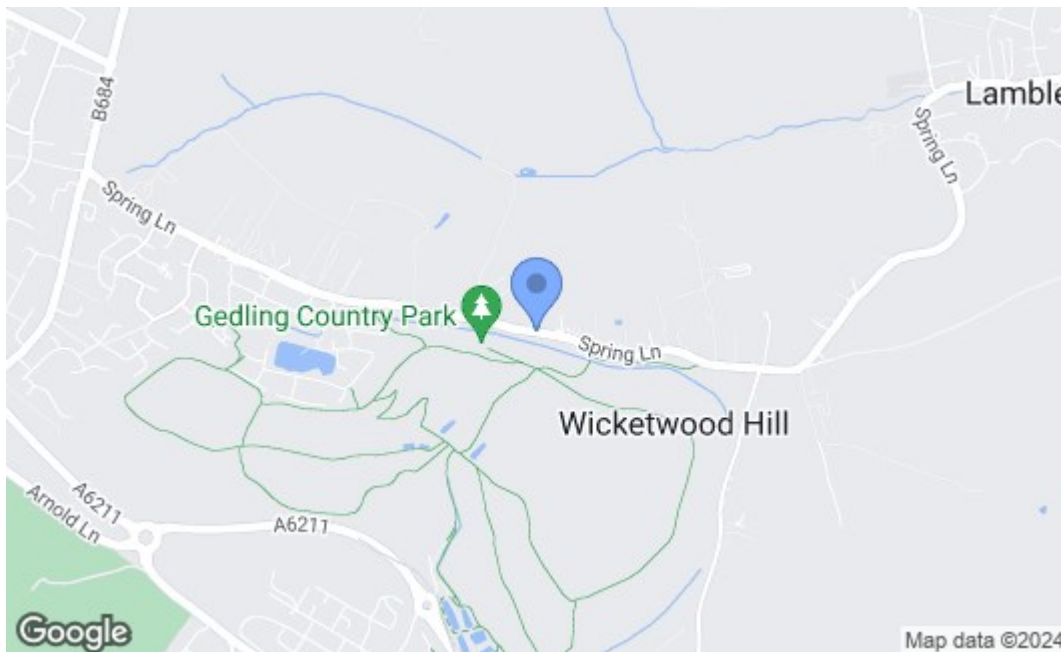 B684
Lamble
Spring Ln
Spring Ln
Gedling Country Park
Spring Ln
Wicketwood Hill
A6211
Arnold Ln
A6211
Google
Map data ©2024